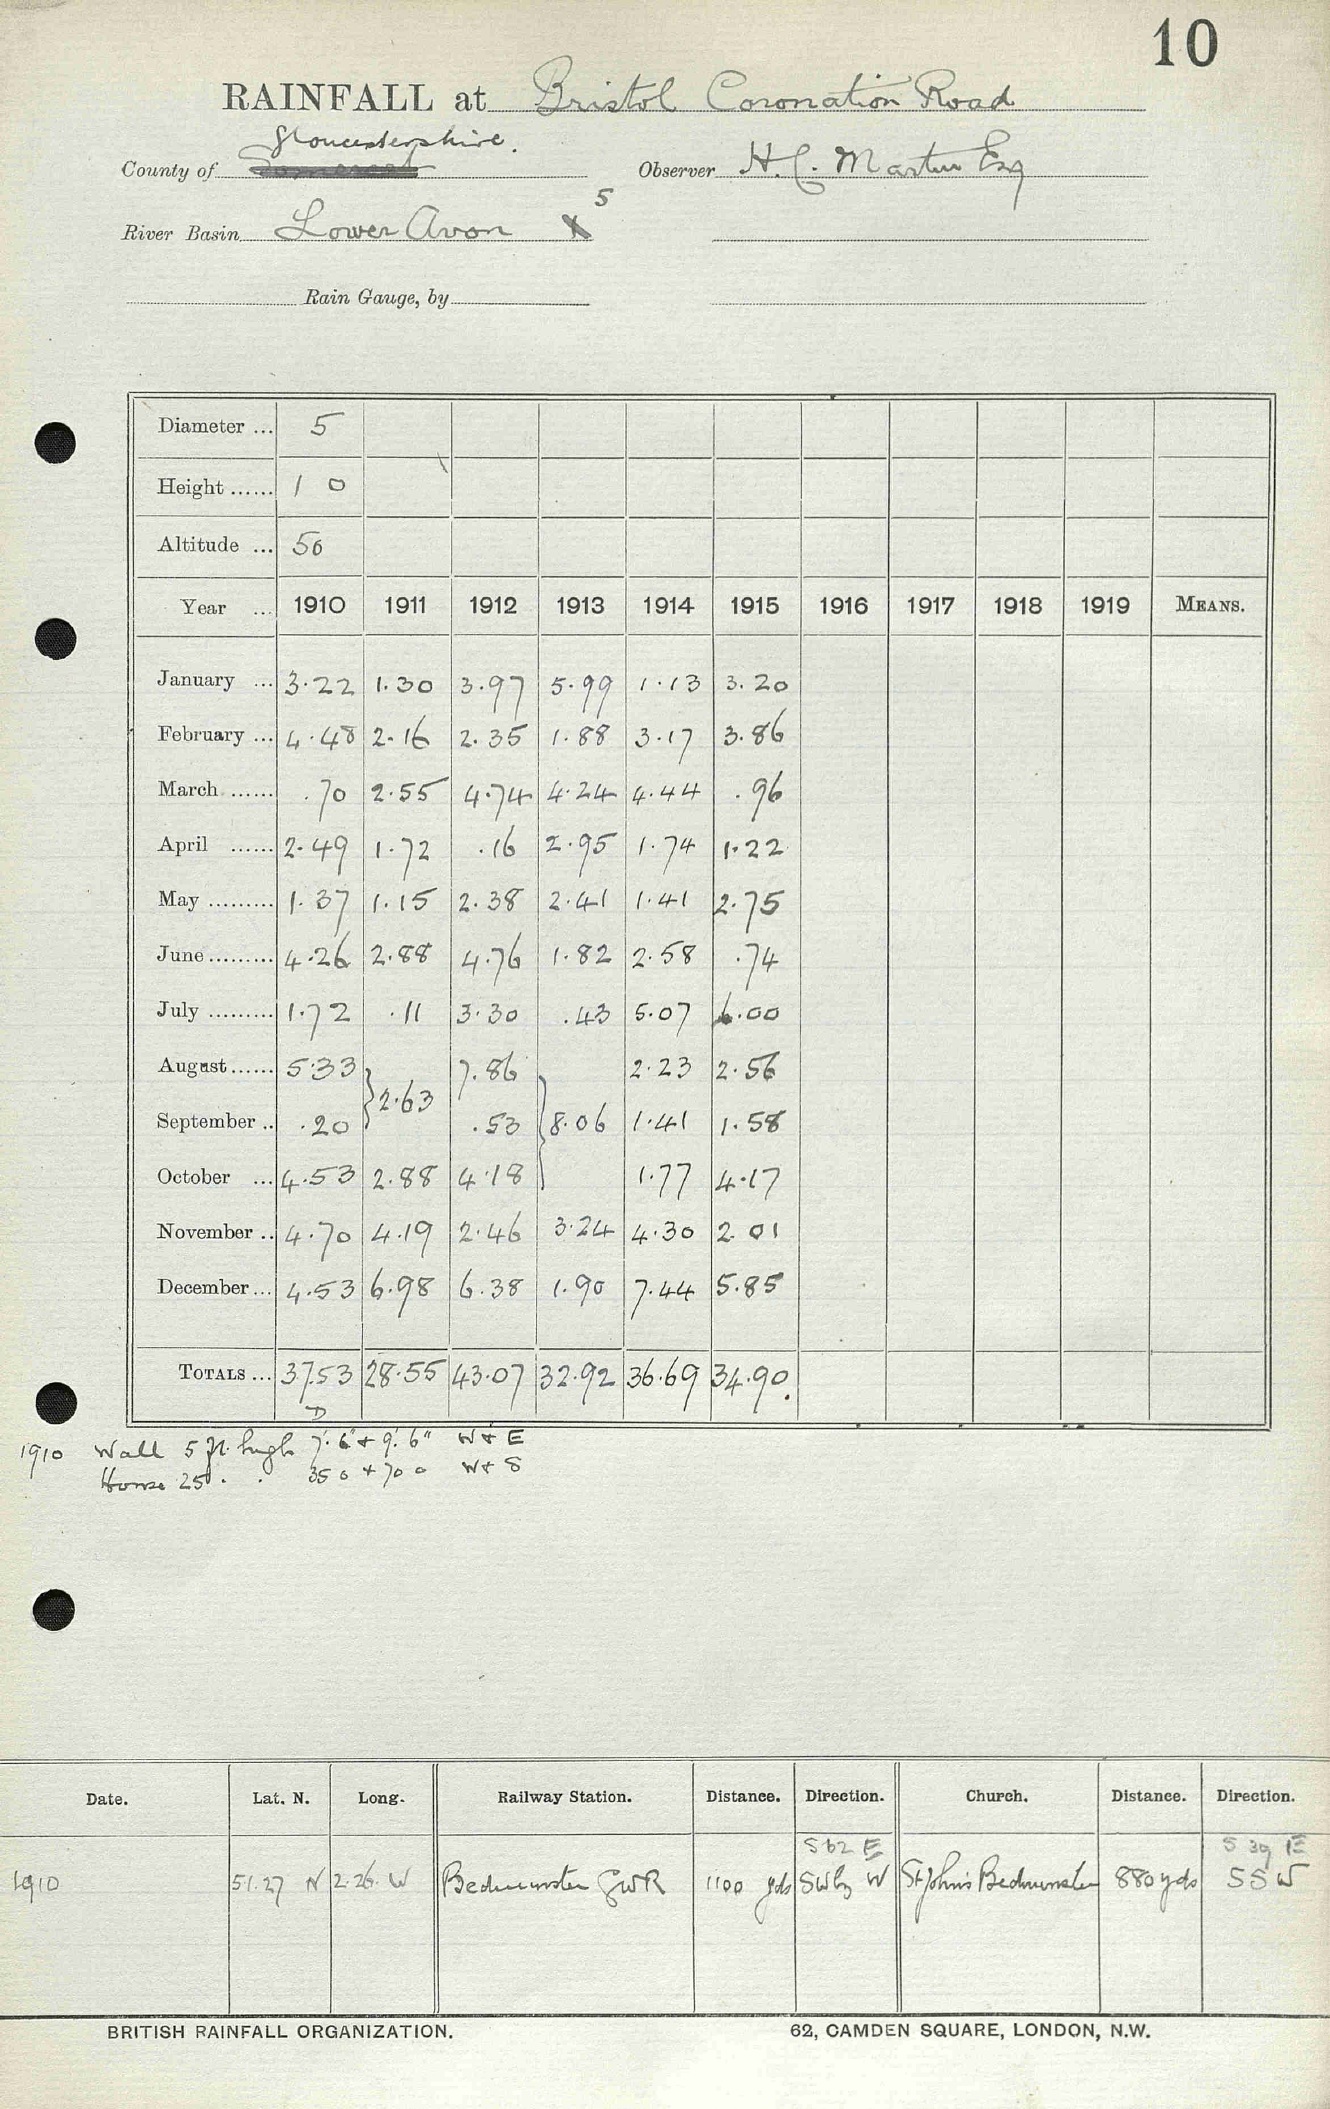 10
RAINFALL at Bristol Coronation Road
Gloucestershire.
County of Somerset Observer H. C. Martin Esq
5
River Basin Lower Avon
Rain Gauge, by
Diameter ... 5
Height ...... 1 0
Altitude ... 50
Year ... 1910 1911 1912 1913 1914 1915 1916 1917 1918 1919 MEANS.
January ... 3.22 1.30 3.97 5.99 1.13 3.20
February ... 4.48 2.16 2.35 1.88 3.17 3.86
March ...... .70 2.55 4.74 4.24 4.44 .96
April ...... 2.49 1.72 .16 2.95 1.74 1.22
May ......... 1.37 1.15 2.38 2.41 1.41 2.75
June ......... 4.26 2.88 4.76 1.82 2.58 .74
July ......... 1.72 .11 3.30 .43 5.07 6.00
August ...... 5.33 7.86 2.23 2.56
2.63
September .. .20 .53 8.06 1.41 1.58
October ... 4.53 2.88 4.18 1.77 4.17
November .. 4.70 4.19 2.46 3.24 4.30 2.01
December ... 4.53 6.98 6.38 1.90 7.44 5.85
TOTALS ... 37.53 28.55 43.07 32.92 36.69 34.90
1910 Wall 5 ft. high 7'.6" + 9'.6" W + E
House 25 . . 35 0 + 70 0 W + S
Date. Lat. N. Long. Railway Station. Distance. Direction. Church. Distance. Direction.
S 62 E S 39 E
1910 51.27 N 2.26. W Bedminster GWR 1100 yds SW by W St John's Bedminster 880 yds SSW
BRITISH RAINFALL ORGANIZATION. 62, CAMDEN SQUARE, LONDON, N.W.